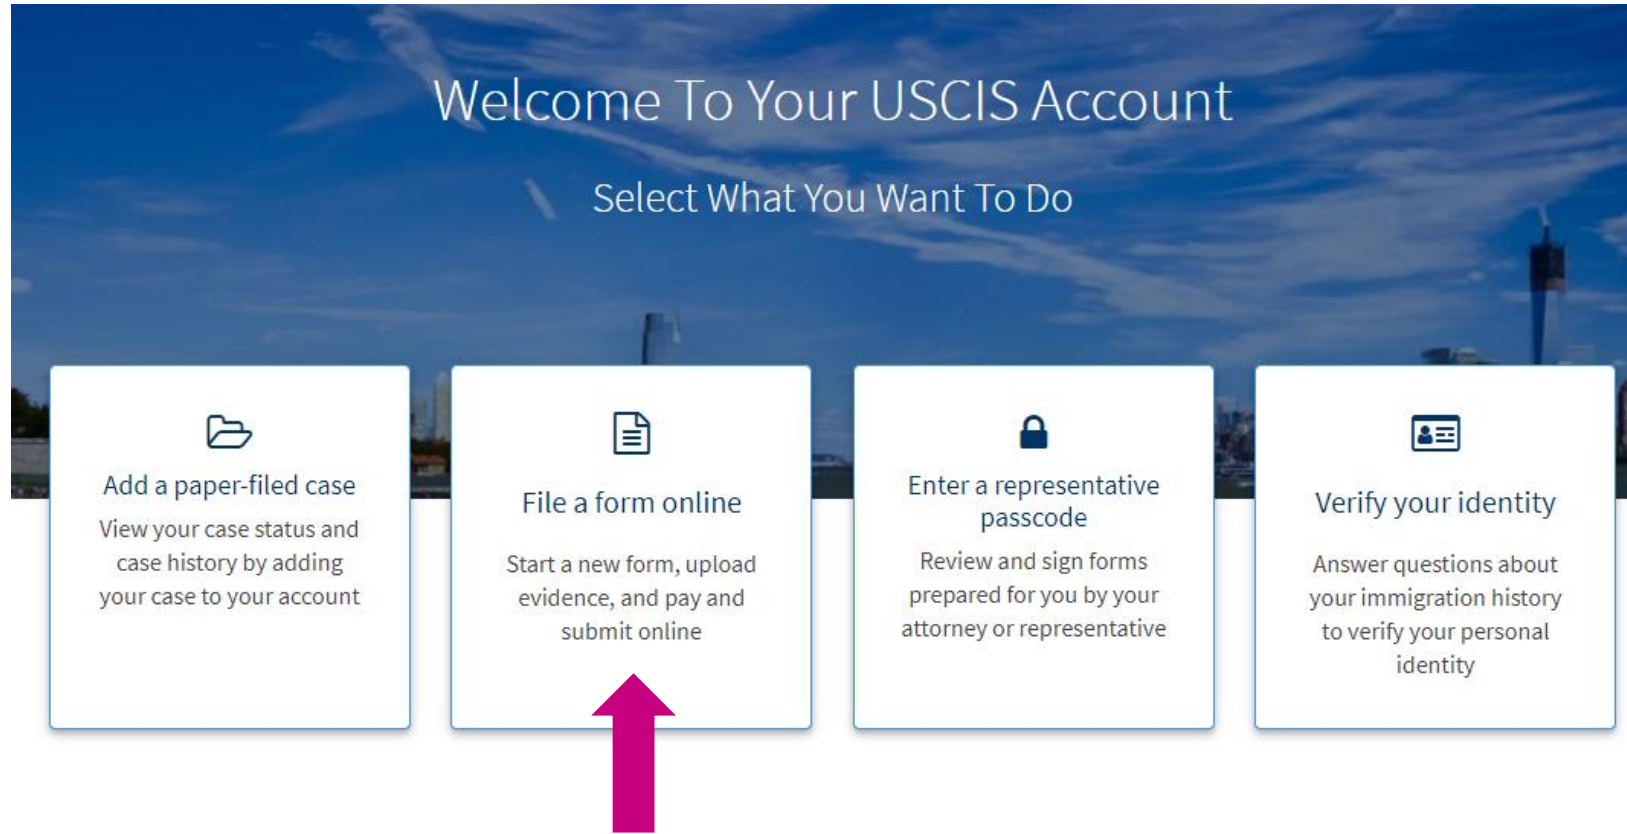 Welcome To Your USCIS Account
Select What You Want To Do
Add a paper-filed case
View your case status and
case history by adding
your case to your account
File a form online
Start a new form, upload
evidence, and pay and
submit online
Enter a representative
passcode
Review and sign forms
prepared for you by your
attorney or representative
Verify your identity
Answer questions about
your immigration history
to verify your personal
identity